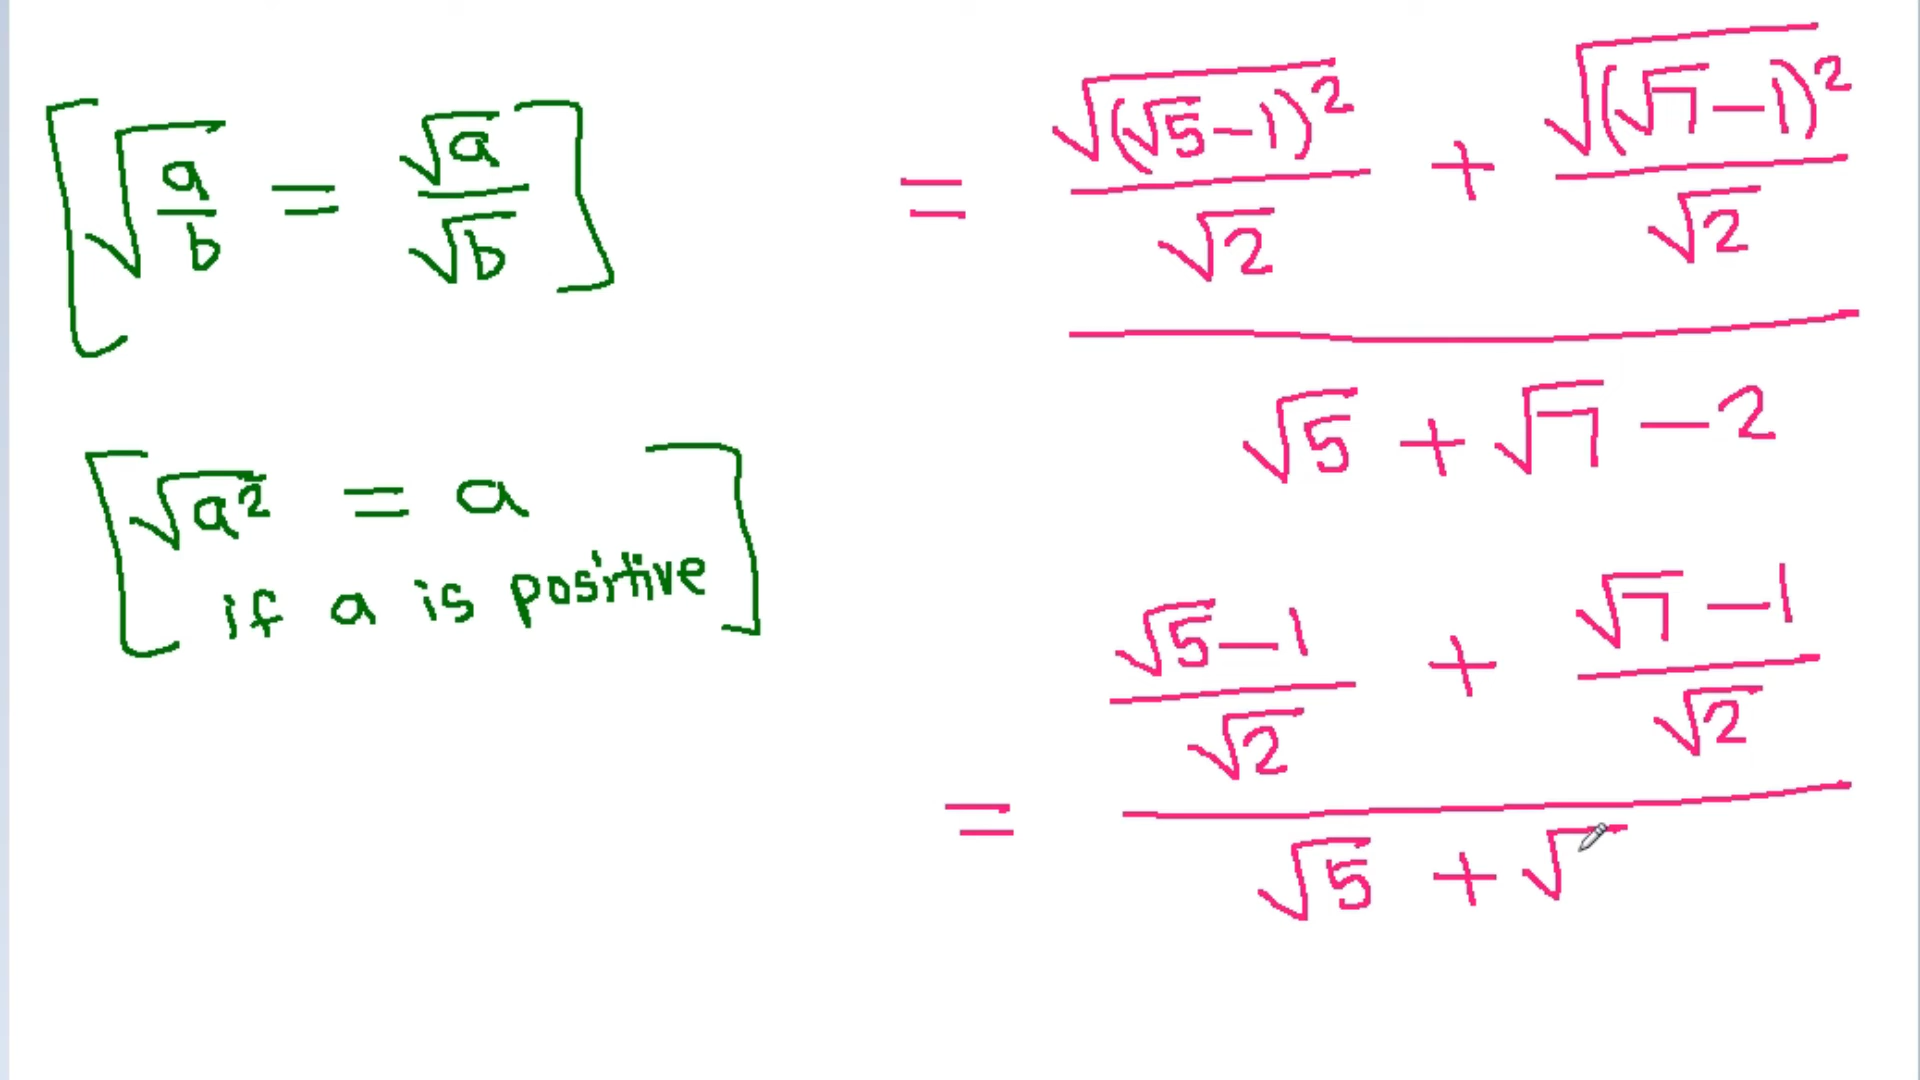 [√(a/b) = √a/√b]
[√a² = a
if a is positive]
= (√(√5-1)²/√2 + √(√7-1)²/√2) / (√5 + √7 - 2)
= ((√5-1)/√2 + (√7-1)/√2) / (√5 + √